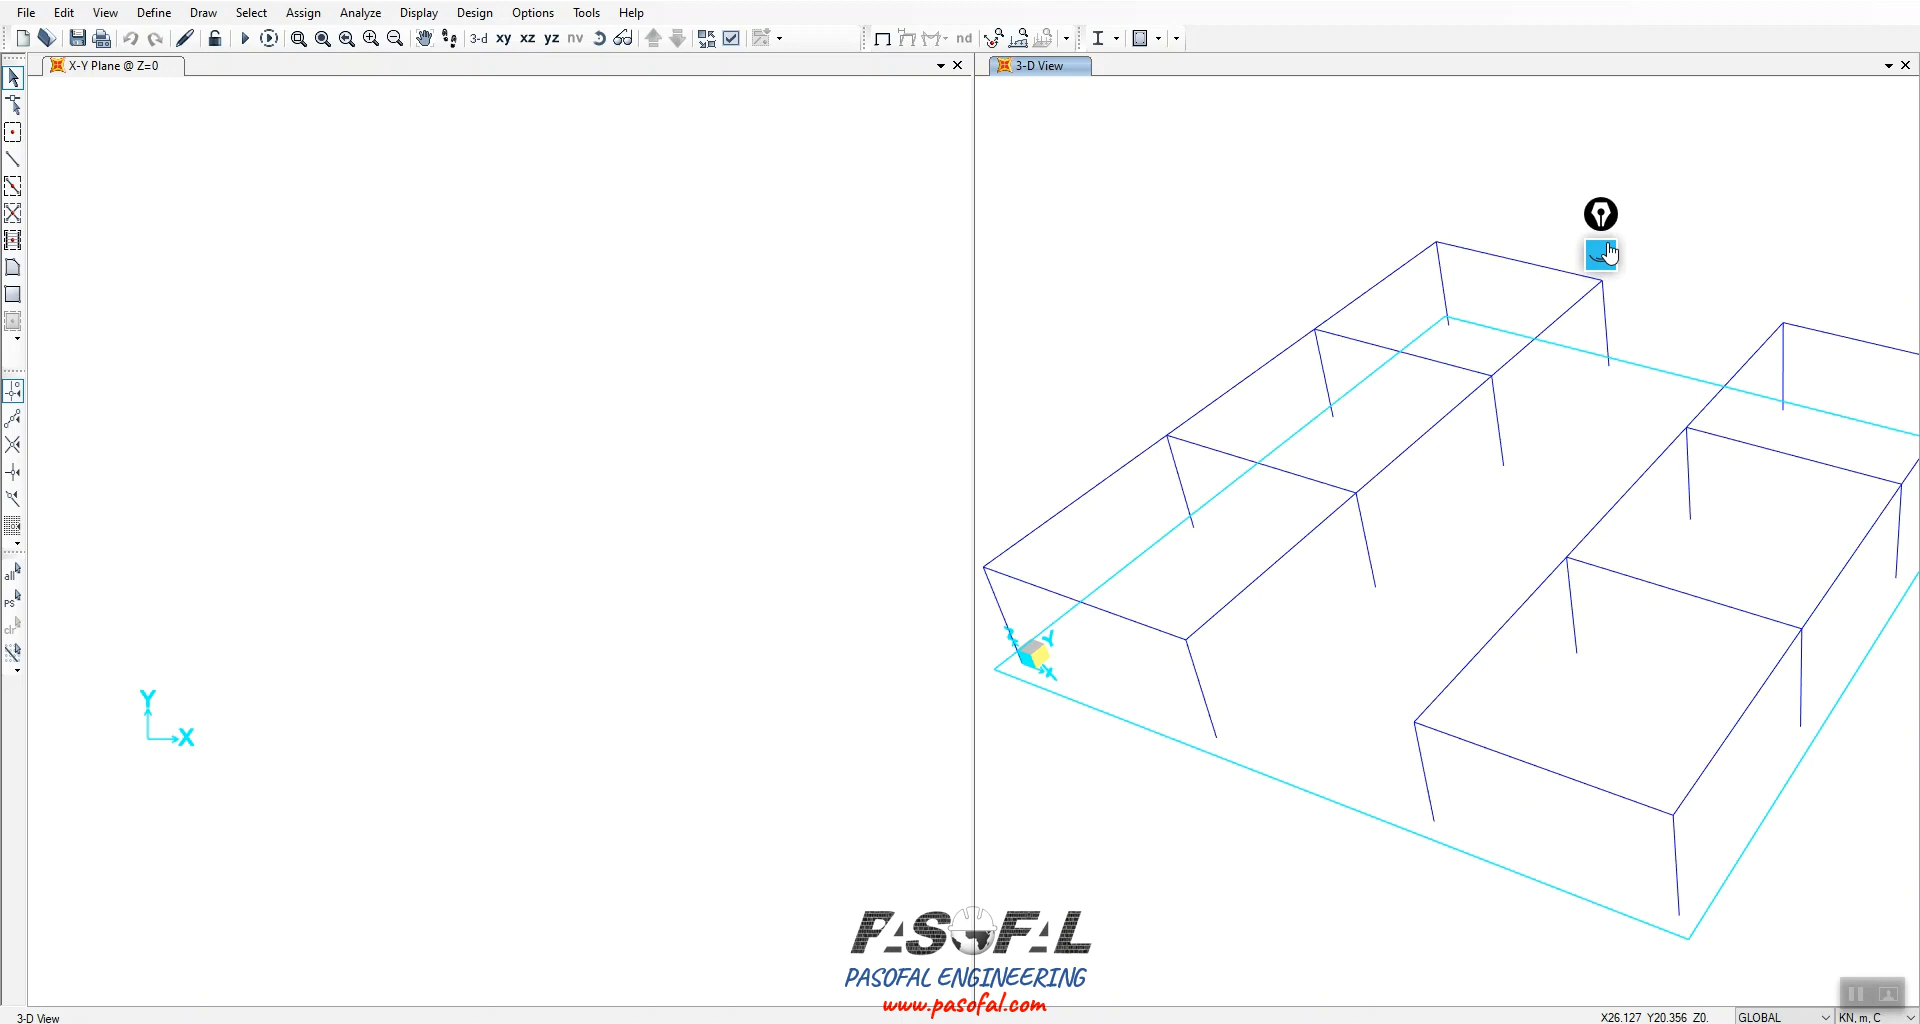 File Edit View Define Draw Select Assign Analyze Display Design Options Tools Help
3-d xy xz yz nv nd
X-Y Plane @ Z=0
3-D View
all
PS
clr
Z Y X
Y
X
PASOFAL
PASOFAL ENGINEERING
www.pasofal.com
3-D View
X26.127 Y20.356 Z0.
GLOBAL
KN, m, C